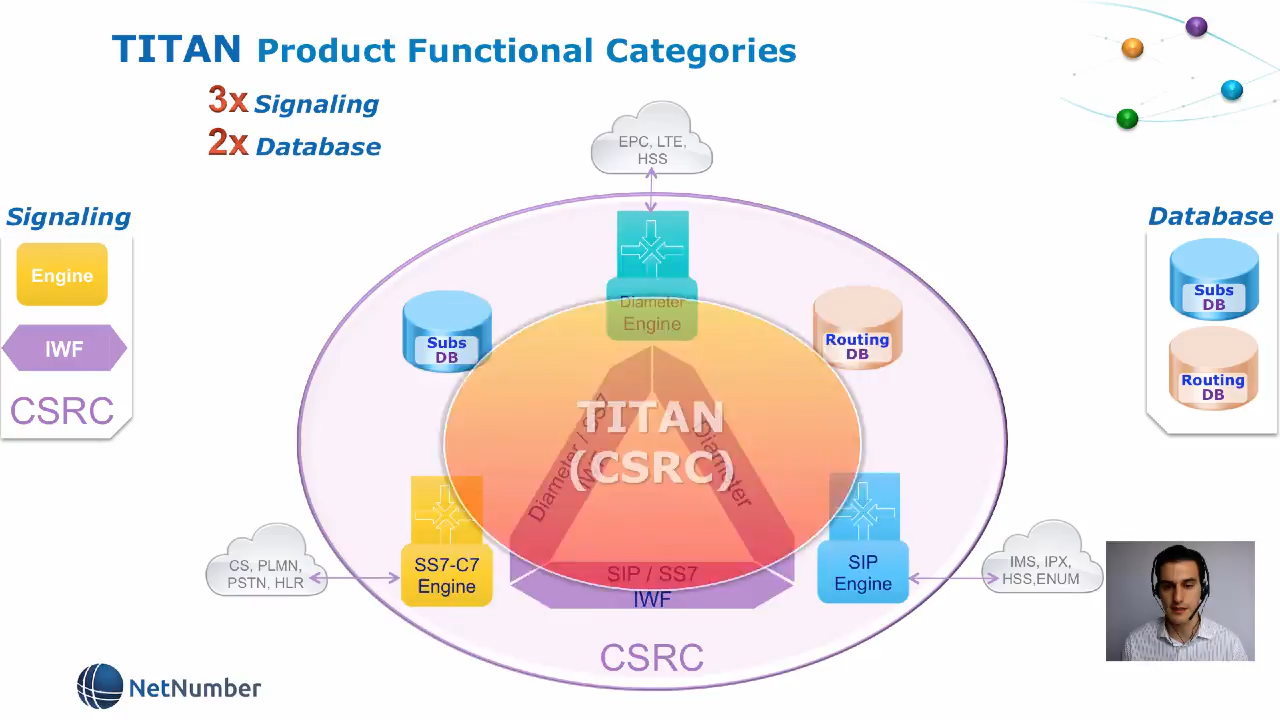 TITAN Product Functional Categories
3x Signaling
2x Database
EPC, LTE,
HSS
Signaling
Engine
IWF
CSRC
Database
Subs
DB
Routing
DB
Diameter
Engine
Subs
DB
Routing
DB
TITAN
(CSRC)
Diameter / SS7
IWF
Diameter
SS7-C7
Engine
SIP
Engine
SIP / SS7
IWF
CS, PLMN,
PSTN, HLR
IMS, IPX,
HSS,ENUM
CSRC
NetNumber